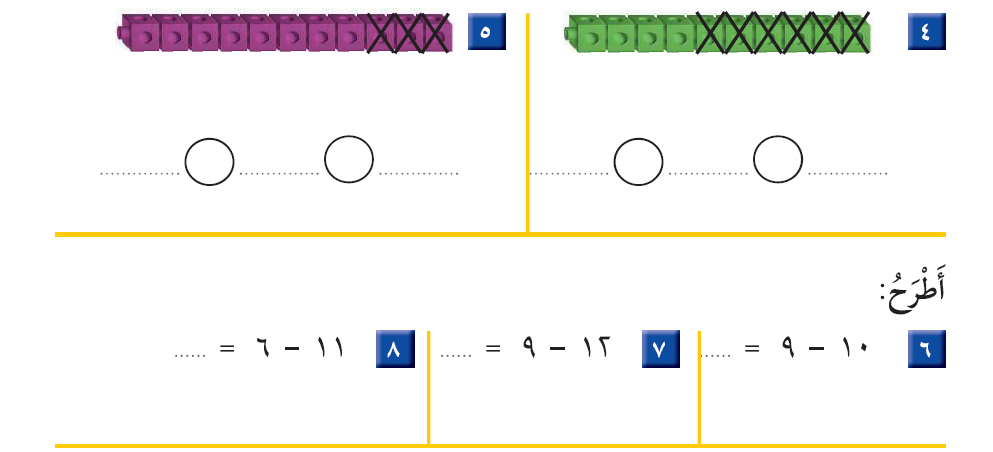 ٤
......... ◯ ......... ◯ .........
٥
......... ◯ ......... ◯ .........
أَطْرَحُ:
٦ ١٠ − ٩ = ......
٧ ١٢ − ٩ = ......
٨ ١١ − ٦ = ......